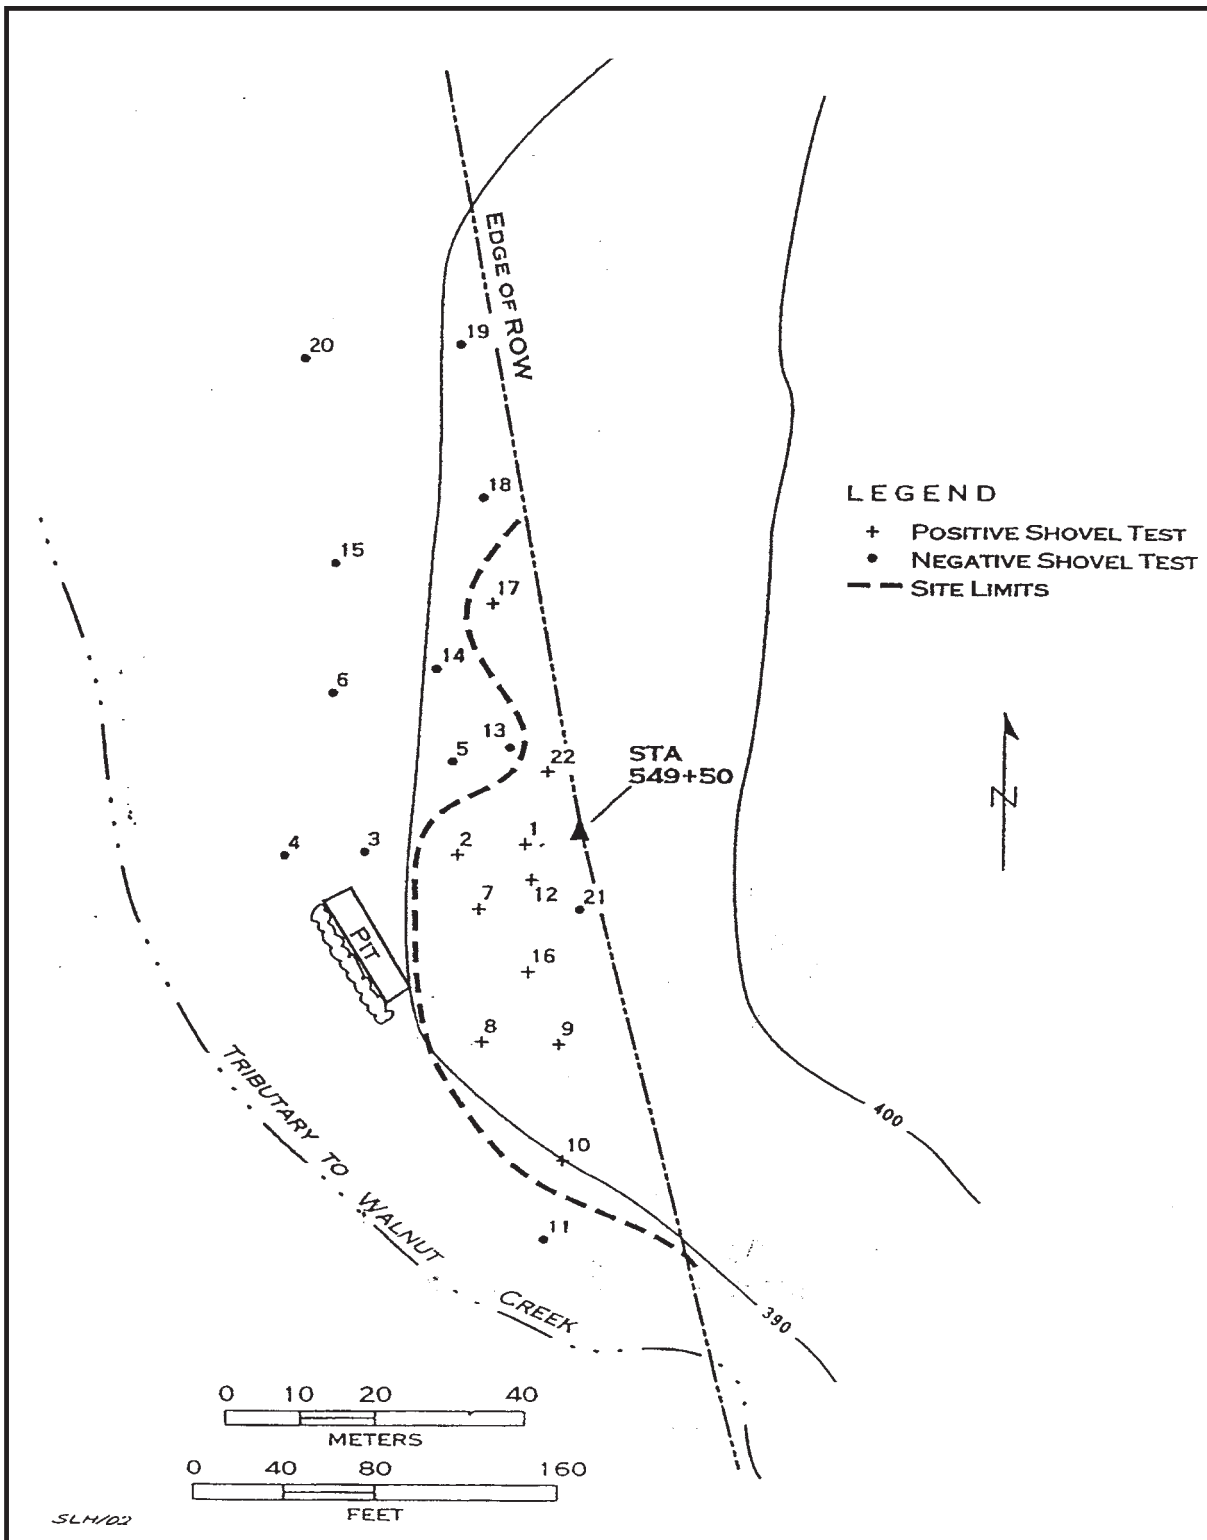 EDGE OF ROW
19
20
18
LEGEND
+ POSITIVE SHOVEL TEST
• NEGATIVE SHOVEL TEST
SITE LIMITS
15
17
14
6
13
5
22
STA
549+50
N
1
2
3
4
12
7
21
PIT
16
8
9
400
10
TRIBUTARY TO WALNUT CREEK
11
390
0 10 20 40
METERS
0 40 80 160
FEET
SLH/02